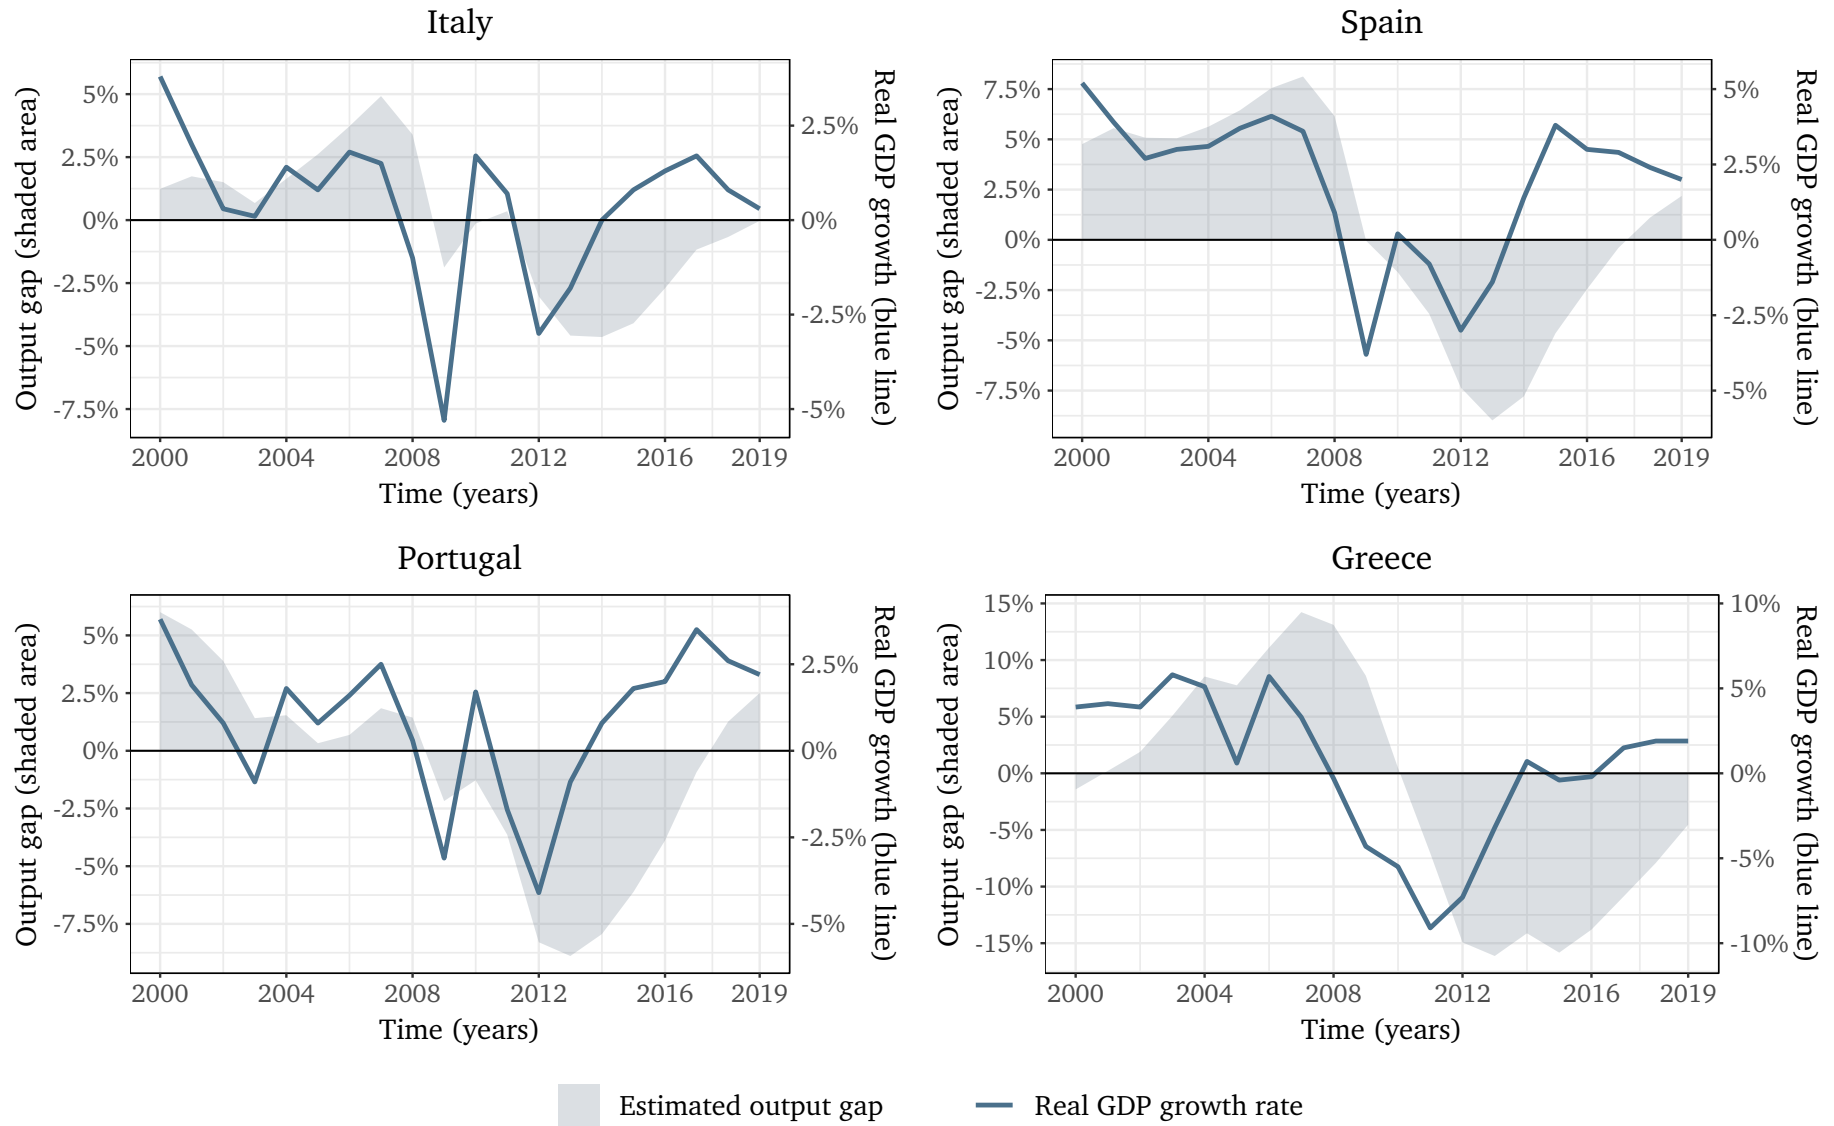 Italy
Output gap (shaded area)
5%
2.5%
0%
-2.5%
-5%
-7.5%
2.5%
0%
-2.5%
-5%
Real GDP growth (blue line)
2000 2004 2008 2012 2016 2019
Time (years)
Spain
Output gap (shaded area)
7.5%
5%
2.5%
0%
-2.5%
-5%
-7.5%
5%
2.5%
0%
-2.5%
-5%
Real GDP growth (blue line)
2000 2004 2008 2012 2016 2019
Time (years)
Portugal
Output gap (shaded area)
5%
2.5%
0%
-2.5%
-5%
-7.5%
2.5%
0%
-2.5%
-5%
Real GDP growth (blue line)
2000 2004 2008 2012 2016 2019
Time (years)
Greece
Output gap (shaded area)
15%
10%
5%
0%
-5%
-10%
-15%
10%
5%
0%
-5%
-10%
Real GDP growth (blue line)
2000 2004 2008 2012 2016 2019
Time (years)
Estimated output gap
Real GDP growth rate